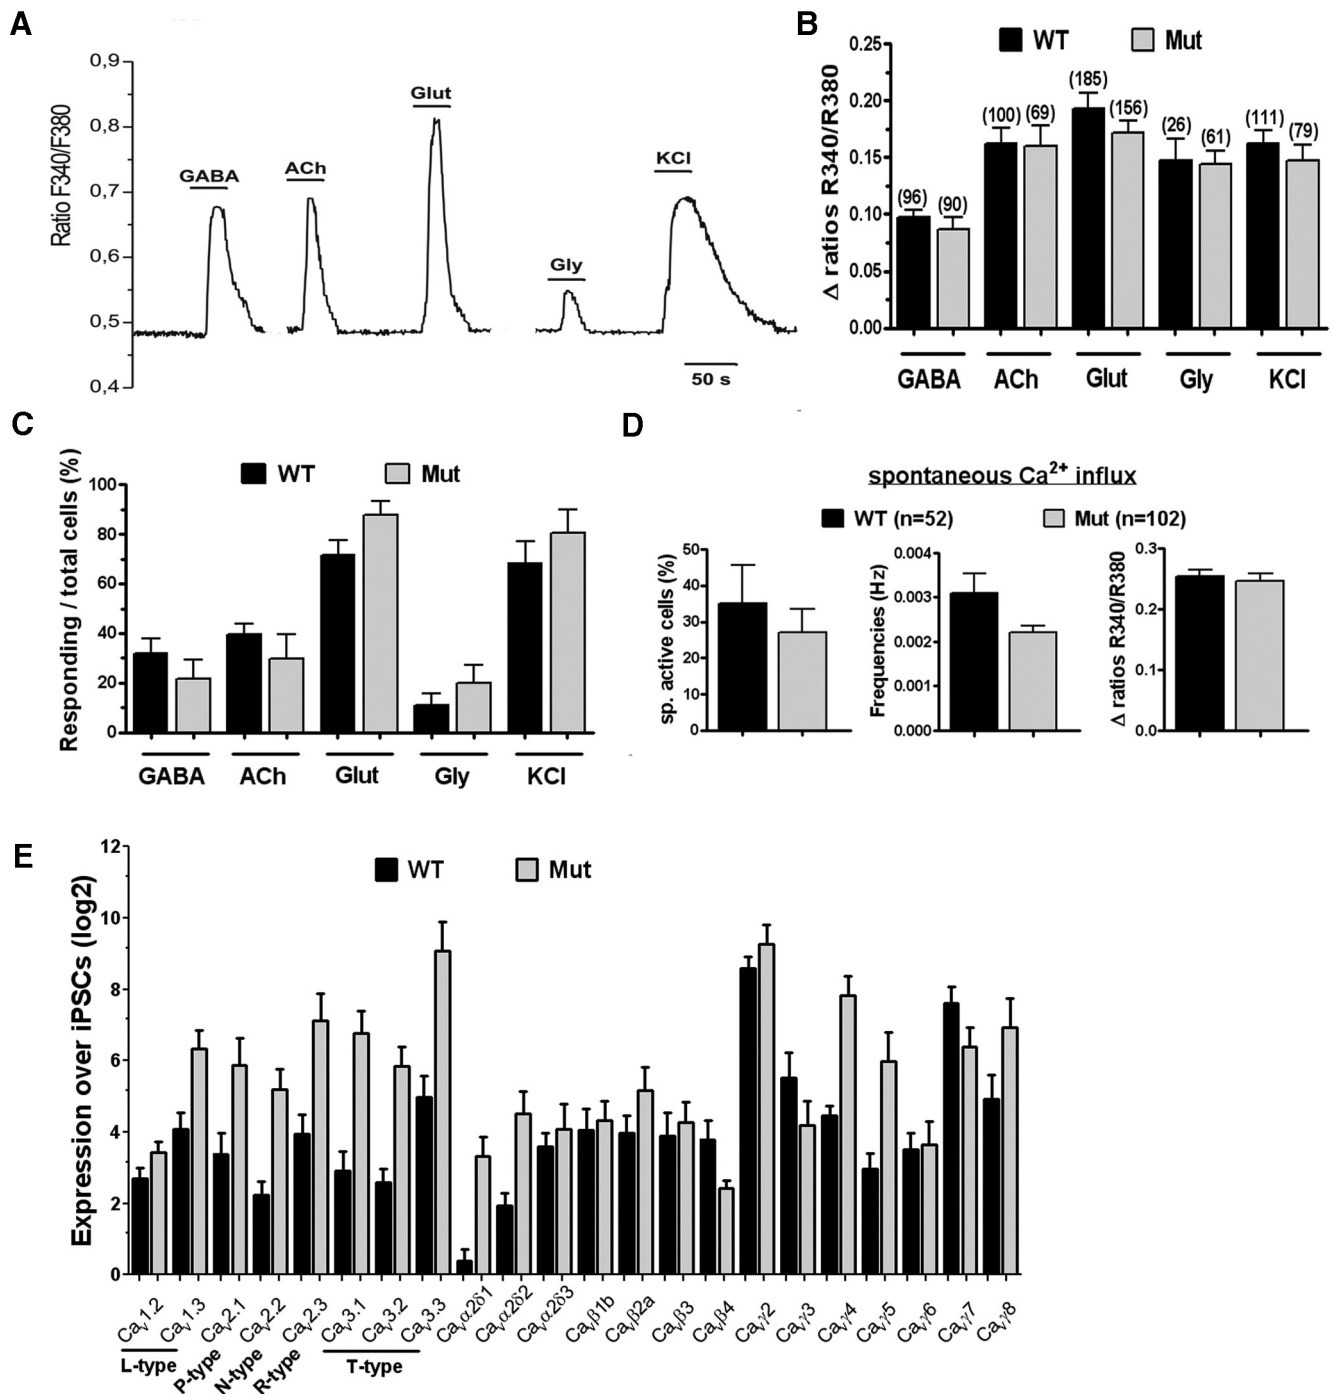 A
Ratio F340/F380
0,9
0,8
0,7
0,6
0,5
0,4
GABA
ACh
Glut
Gly
KCl
50 s
B
WT
Mut
Δ ratios R340/R380
0.25
0.20
0.15
0.10
0.05
0.00
(96)
(90)
(100)
(69)
(185)
(156)
(26)
(61)
(111)
(79)
GABA
ACh
Glut
Gly
KCl
C
WT
Mut
Responding / total cells (%)
100
80
60
40
20
0
GABA
ACh
Glut
Gly
KCl
D
spontaneous Ca2+ influx
WT (n=52)
Mut (n=102)
sp. active cells (%)
50
40
30
20
10
0
Frequencies (Hz)
0.004
0.003
0.002
0.001
0.000
Δ ratios R340/R380
0.3
0.2
0.1
0.0
E
WT
Mut
Expression over iPSCs (log2)
12
10
8
6
4
2
0
CaV1.2
CaV1.3
CaV2.1
CaV2.2
CaV2.3
CaV3.1
CaV3.2
CaV3.3
CaVα2δ1
CaVα2δ2
CaVα2δ3
CaVβ1b
CaVβ2a
CaVβ3
CaVβ4
CaVγ2
CaVγ3
CaVγ4
CaVγ5
CaVγ6
CaVγ7
CaVγ8
L-type
P-type
N-type
R-type
T-type